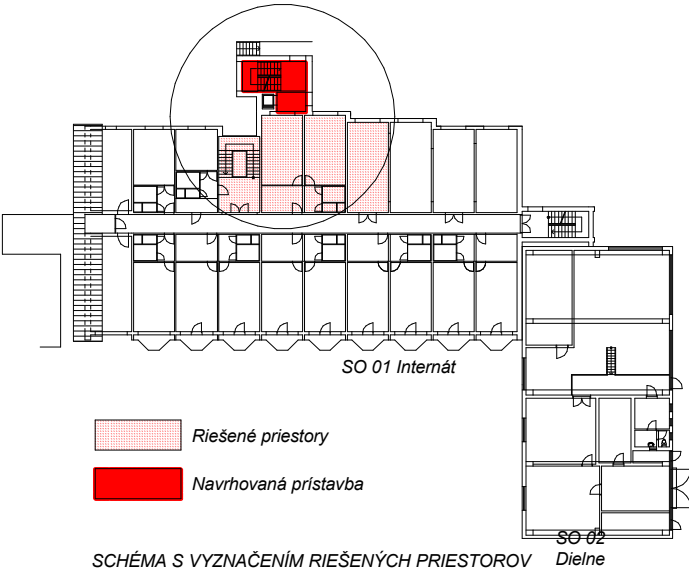 SO 01 Internát
Riešené priestory
Navrhovaná prístavba
SO 02
Dielne
SCHÉMA S VYZNAČENÍM RIEŠENÝCH PRIESTOROV